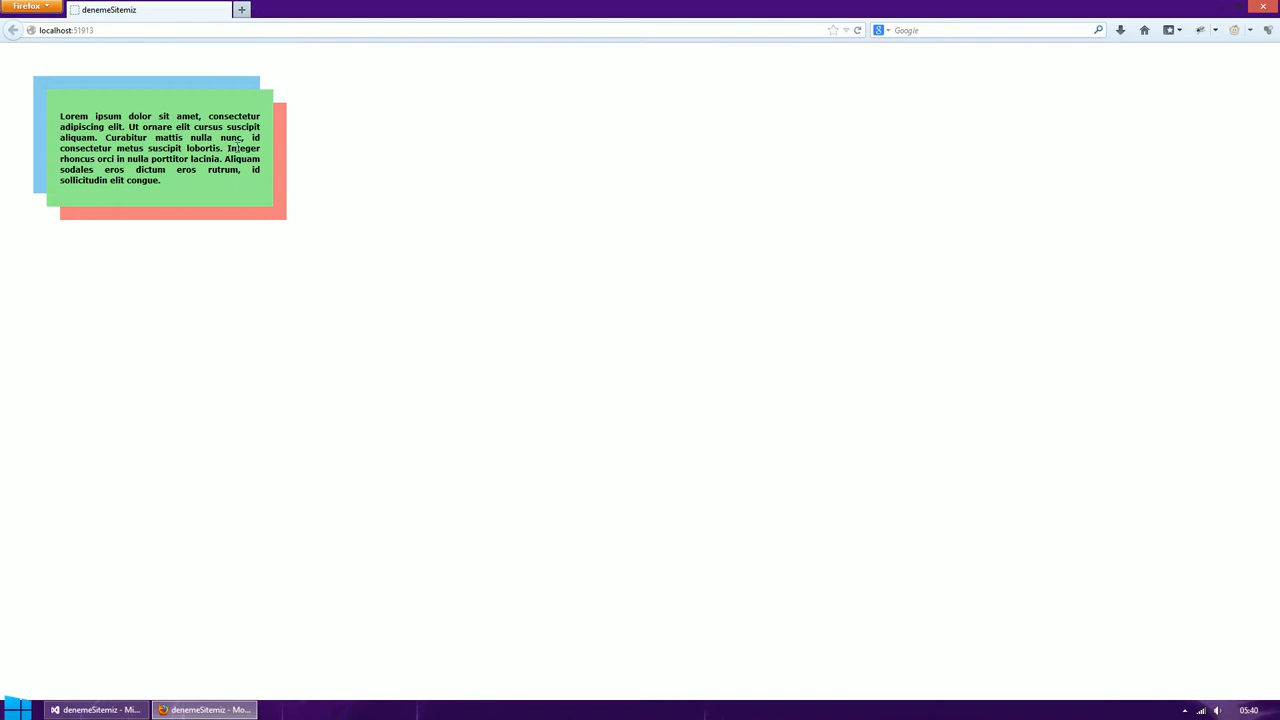 Firefox
denemeSitemiz
localhost:51913
Google
Lorem ipsum dolor sit amet, consectetur
adipiscing elit. Ut ornare elit cursus suscipit
aliquam. Curabitur mattis nulla nunc, id
consectetur metus suscipit lobortis. Integer
rhoncus orci in nulla porttitor lacinia. Aliquam
sodales eros dictum eros rutrum, id
sollicitudin elit congue.
denemeSitemiz - Mi...
denemeSitemiz - Mo...
05:40